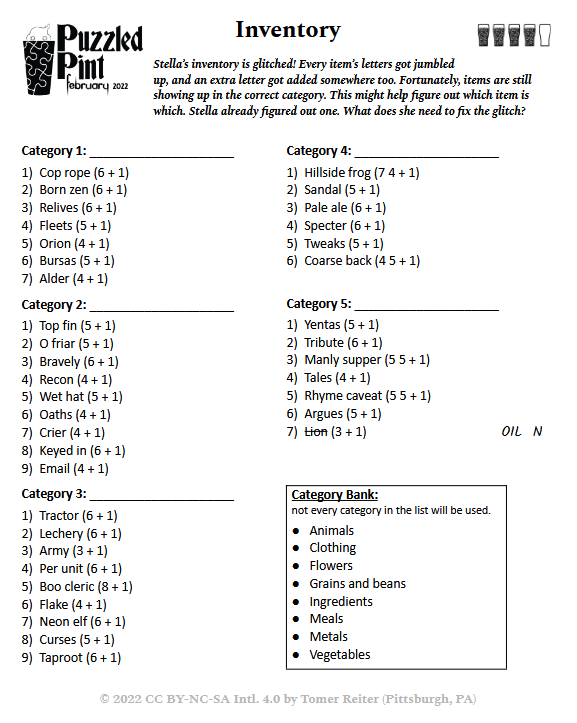 Puzzled
Pint
february 2022
Inventory
Stella's inventory is glitched! Every item's letters got jumbled
up, and an extra letter got added somewhere too. Fortunately, items are still
showing up in the correct category. This might help figure out which item is
which. Stella already figured out one. What does she need to fix the glitch?
Category 1: ____________________
1) Cop rope (6 + 1)
2) Born zen (6 + 1)
3) Relives (6 + 1)
4) Fleets (5 + 1)
5) Orion (4 + 1)
6) Bursas (5 + 1)
7) Alder (4 + 1)
Category 2: ____________________
1) Top fin (5 + 1)
2) O friar (5 + 1)
3) Bravely (6 + 1)
4) Recon (4 + 1)
5) Wet hat (5 + 1)
6) Oaths (4 + 1)
7) Crier (4 + 1)
8) Keyed in (6 + 1)
9) Email (4 + 1)
Category 3: ____________________
1) Tractor (6 + 1)
2) Lechery (6 + 1)
3) Army (3 + 1)
4) Per unit (6 + 1)
5) Boo cleric (8 + 1)
6) Flake (4 + 1)
7) Neon elf (6 + 1)
8) Curses (5 + 1)
9) Taproot (6 + 1)
Category 4: ____________________
1) Hillside frog (7 4 + 1)
2) Sandal (5 + 1)
3) Pale ale (6 + 1)
4) Specter (6 + 1)
5) Tweaks (5 + 1)
6) Coarse back (4 5 + 1)
Category 5: ____________________
1) Yentas (5 + 1)
2) Tribute (6 + 1)
3) Manly supper (5 5 + 1)
4) Tales (4 + 1)
5) Rhyme caveat (5 5 + 1)
6) Argues (5 + 1)
7) Lion (3 + 1) OIL N
Category Bank:
not every category in the list will be used.
● Animals
● Clothing
● Flowers
● Grains and beans
● Ingredients
● Meals
● Metals
● Vegetables
© 2022 CC BY-NC-SA Intl. 4.0 by Tomer Reiter (Pittsburgh, PA)